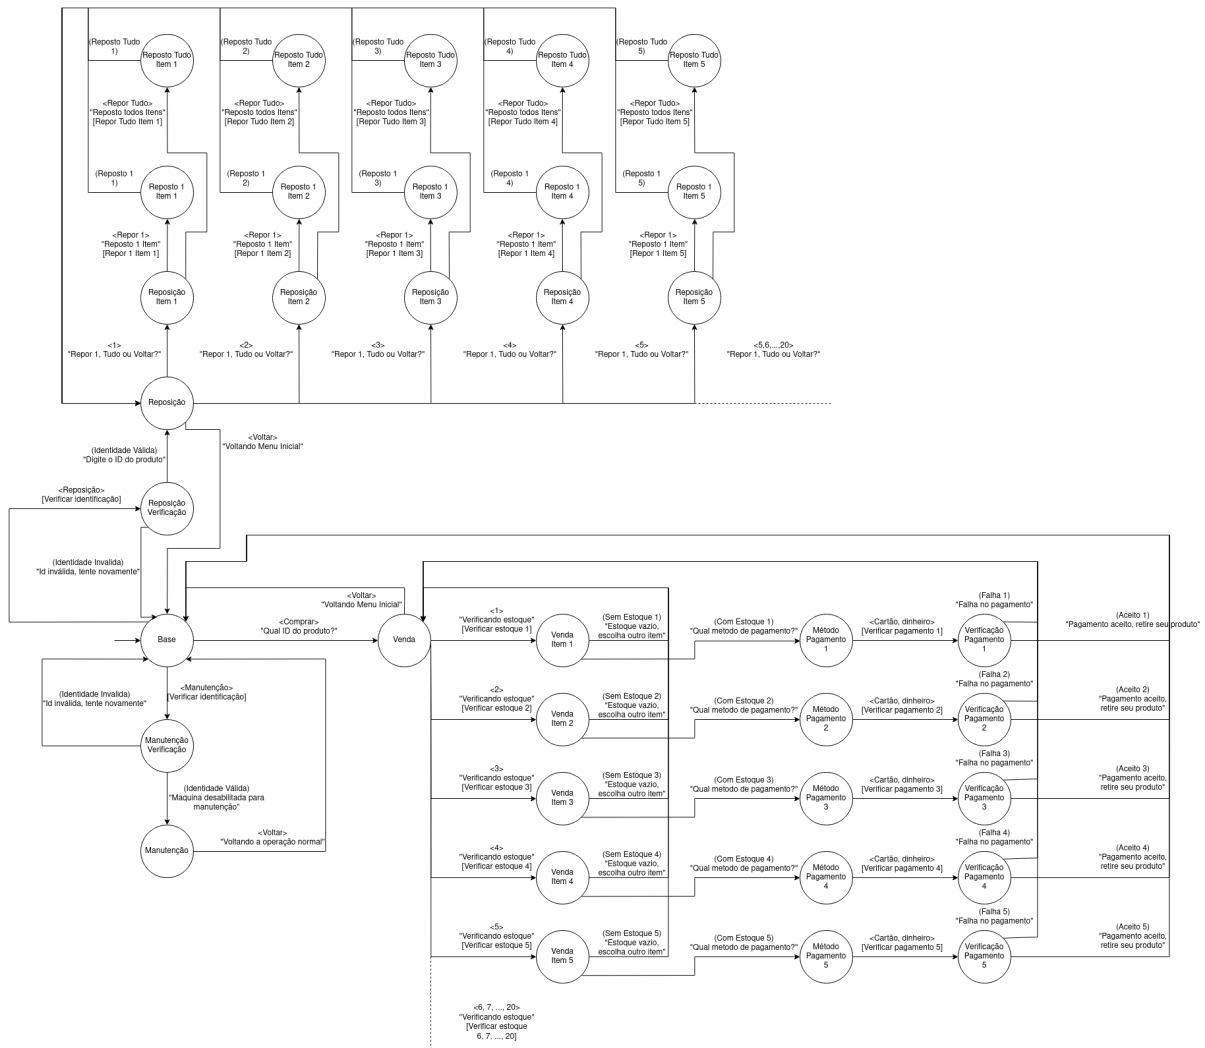 (Reposto Tudo
1)
Reposto Tudo
Item 1
(Reposto Tudo
2)
Reposto Tudo
Item 2
(Reposto Tudo
3)
Reposto Tudo
Item 3
(Reposto Tudo
4)
Reposto Tudo
Item 4
(Reposto Tudo
5)
Reposto Tudo
Item 5
<Repor Tudo>
"Reposto todos Itens"
[Repor Tudo Item 1]
<Repor Tudo>
"Reposto todos Itens"
[Repor Tudo Item 2]
<Repor Tudo>
"Reposto todos Itens"
[Repor Tudo Item 3]
<Repor Tudo>
"Reposto todos Itens"
[Repor Tudo Item 4]
<Repor Tudo>
"Reposto todos Itens"
[Repor Tudo Item 5]
(Reposto 1
1)
Reposto 1
Item 1
(Reposto 1
2)
Reposto 1
Item 2
(Reposto 1
3)
Reposto 1
Item 3
(Reposto 1
4)
Reposto 1
Item 4
(Reposto 1
5)
Reposto 1
Item 5
<Repor 1>
"Reposto 1 Item"
[Repor 1 Item 1]
<Repor 1>
"Reposto 1 Item"
[Repor 1 Item 2]
<Repor 1>
"Reposto 1 Item"
[Repor 1 Item 3]
<Repor 1>
"Reposto 1 Item"
[Repor 1 Item 4]
<Repor 1>
"Reposto 1 Item"
[Repor 1 Item 5]
Reposição
Item 1
Reposição
Item 2
Reposição
Item 3
Reposição
Item 4
Reposição
Item 5
<1>
"Repor 1, Tudo ou Voltar?"
<2>
"Repor 1, Tudo ou Voltar?"
<3>
"Repor 1, Tudo ou Voltar?"
<4>
"Repor 1, Tudo ou Voltar?"
<5>
"Repor 1, Tudo ou Voltar?"
<5,6,...,20>
"Repor 1, Tudo ou Voltar?"
Reposição
(Identidade Válida)
"Digite o ID do produto"
<Voltar>
"Voltando Menu Inicial"
<Reposição>
[Verificar identificação]
Reposição
Verificação
(Identidade Invalida)
"Id inválida, tente novamente"
Base
<Comprar>
"Qual ID do produto?"
<Voltar>
"Voltando Menu Inicial"
Venda
<1>
"Verificando estoque"
[Verificar estoque 1]
Venda
Item 1
(Sem Estoque 1)
"Estoque vazio,
escolha outro item"
(Com Estoque 1)
"Qual metodo de pagamento?"
Método
Pagamento
1
<Cartão, dinheiro>
[Verificar pagamento 1]
Verificação
Pagamento
1
(Falha 1)
"Falha no pagamento"
(Aceito 1)
"Pagamento aceito, retire seu produto"
(Identidade Invalida)
"Id inválida, tente novamente"
<Manutenção>
[Verificar identificação]
Manutenção
Verificação
<2>
"Verificando estoque"
[Verificar estoque 2]
Venda
Item 2
(Sem Estoque 2)
"Estoque vazio,
escolha outro item"
(Com Estoque 2)
"Qual metodo de pagamento?"
Método
Pagamento
2
<Cartão, dinheiro>
[Verificar pagamento 2]
Verificação
Pagamento
2
(Falha 2)
"Falha no pagamento"
(Aceito 2)
"Pagamento aceito,
retire seu produto"
(Identidade Válida)
"Maquina desabilitada para
manutenção"
<3>
"Verificando estoque"
[Verificar estoque 3]
Venda
Item 3
(Sem Estoque 3)
"Estoque vazio,
escolha outro item"
(Com Estoque 3)
"Qual metodo de pagamento?"
Método
Pagamento
3
<Cartão, dinheiro>
[Verificar pagamento 3]
Verificação
Pagamento
3
(Falha 3)
"Falha no pagamento"
(Aceito 3)
"Pagamento aceito,
retire seu produto"
Manutenção
<Voltar>
"Voltando a operação normal"
<4>
"Verificando estoque"
[Verificar estoque 4]
Venda
Item 4
(Sem Estoque 4)
"Estoque vazio,
escolha outro item"
(Com Estoque 4)
"Qual metodo de pagamento?"
Método
Pagamento
4
<Cartão, dinheiro>
[Verificar pagamento 4]
Verificação
Pagamento
4
(Falha 4)
"Falha no pagamento"
(Aceito 4)
"Pagamento aceito,
retire seu produto"
<5>
"Verificando estoque"
[Verificar estoque 5]
Venda
Item 5
(Sem Estoque 5)
"Estoque vazio,
escolha outro item"
(Com Estoque 5)
"Qual metodo de pagamento?"
Método
Pagamento
5
<Cartão, dinheiro>
[Verificar pagamento 5]
Verificação
Pagamento
5
(Falha 5)
"Falha no pagamento"
(Aceito 5)
"Pagamento aceito,
retire seu produto"
<6, 7, ..., 20>
"Verificando estoque"
[Verificar estoque
6, 7, ..., 20]